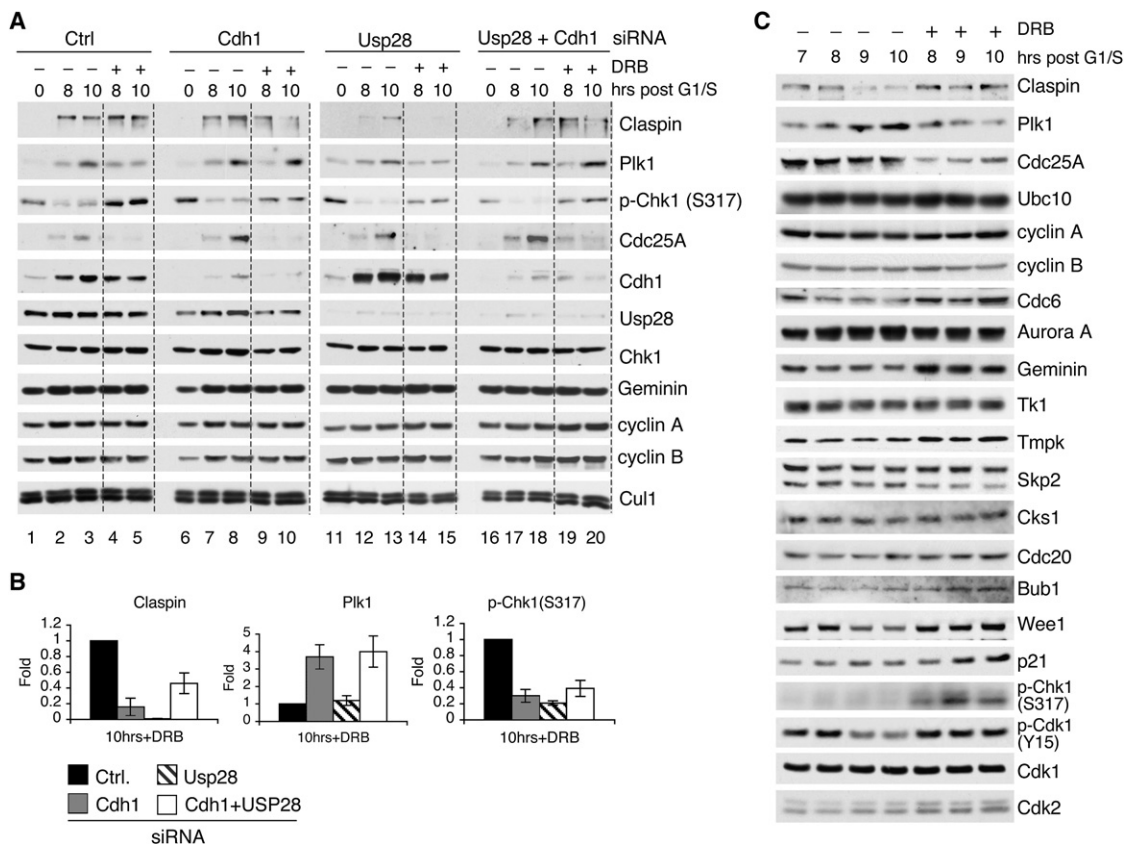 A
Ctrl Cdh1 Usp28 Usp28 + Cdh1 siRNA
– – – + + – – – + + – – – + + – – – + + DRB
0 8 10 8 10 0 8 10 8 10 0 8 10 8 10 0 8 10 8 10 hrs post G1/S
Claspin
Plk1
p-Chk1 (S317)
Cdc25A
Cdh1
Usp28
Chk1
Geminin
cyclin A
cyclin B
Cul1
1 2 3 4 5 6 7 8 9 10 11 12 13 14 15 16 17 18 19 20
B
Claspin
Fold
1.2
1
0.8
0.6
0.4
0.2
0
10hrs+DRB
Plk1
Fold
5
4
3
2
1
0
10hrs+DRB
p-Chk1(S317)
Fold
1.2
1
0.8
0.6
0.4
0.2
0
10hrs+DRB
Ctrl. Usp28
Cdh1 Cdh1+USP28
siRNA
C
– – – – + + + DRB
7 8 9 10 8 9 10 hrs post G1/S
Claspin
Plk1
Cdc25A
Ubc10
cyclin A
cyclin B
Cdc6
Aurora A
Geminin
Tk1
Tmpk
Skp2
Cks1
Cdc20
Bub1
Wee1
p21
p-Chk1
(S317)
p-Cdk1
(Y15)
Cdk1
Cdk2